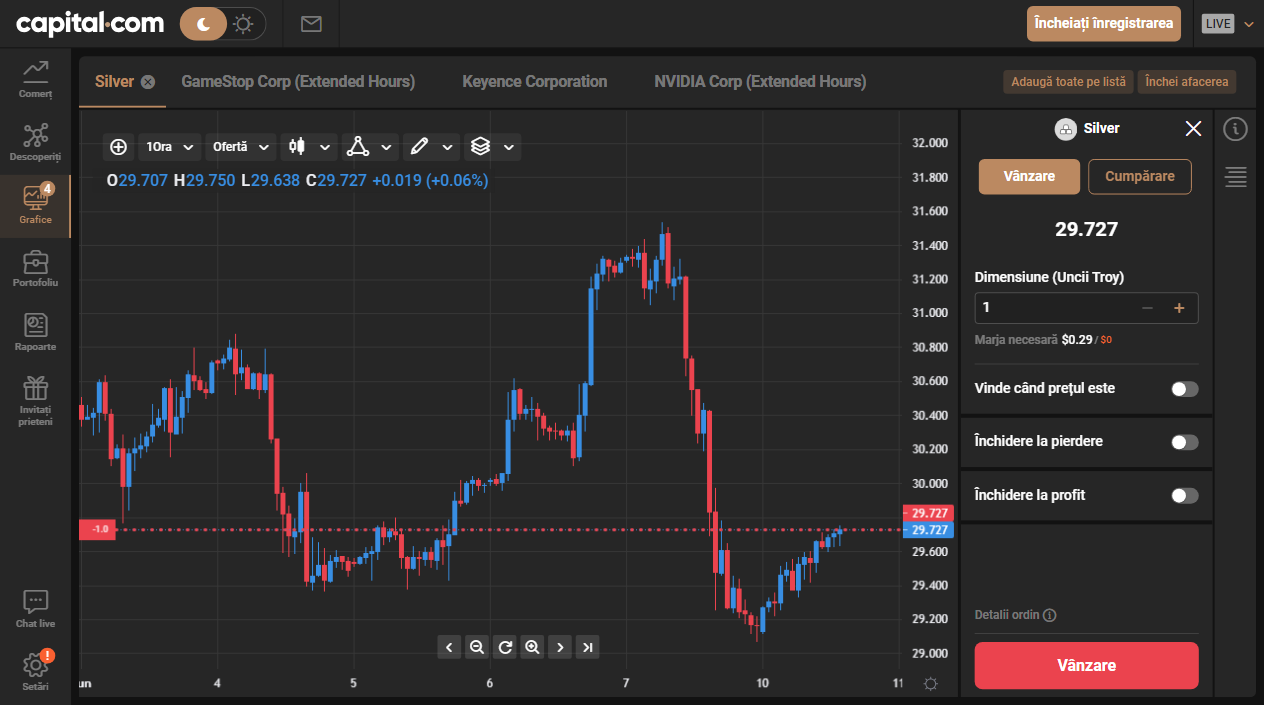 capital.com
Încheiați înregistrarea
LIVE
Silver
GameStop Corp (Extended Hours)
Keyence Corporation
NVIDIA Corp (Extended Hours)
Adaugă toate pe listă
Închei afacerea
Comerț
Descoperiți
4
Grafice
Portofoliu
Rapoarte
Invitați
prieteni
Chat live
!
Setări
1Ora
Ofertă
O29.707 H29.750 L29.638 C29.727 +0.019 (+0.06%)
32.000
31.800
31.600
31.400
31.200
31.000
30.800
30.600
30.400
30.200
30.000
29.727
-1.0
29.727
29.600
29.400
29.200
29.000
un
4
5
6
7
10
11
Silver
Vânzare
Cumpărare
29.727
Dimensiune (Uncii Troy)
1
Marja necesară $0.29 / $0
Vinde când prețul este
Închidere la pierdere
Închidere la profit
Detalii ordin
Vânzare